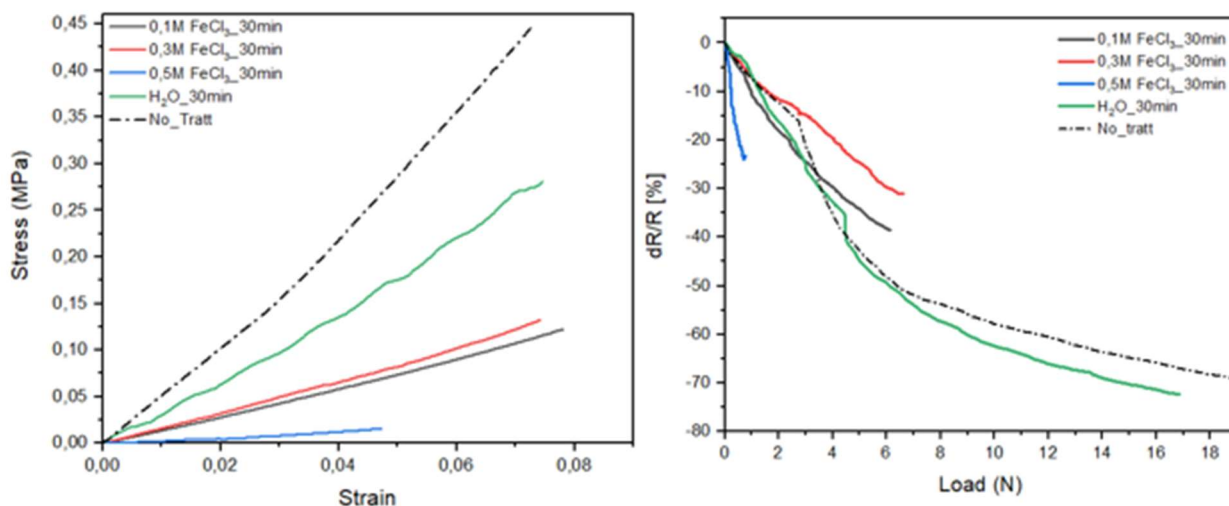 0,45
0,40
0,35
0,30
0,25
0,20
0,15
0,10
0,05
0,00
Stress (MPa)
0,1M FeCl₃_30min
0,3M FeCl₃_30min
0,5M FeCl₃_30min
H₂O_30min
No_Tratt
0,00 0,02 0,04 0,06 0,08
Strain
0
-10
-20
-30
-40
-50
-60
-70
-80
dR/R [%]
0,1M FeCl₃_30min
0,3M FeCl₃_30min
0,5M FeCl₃_30min
H₂O_30min
No_tratt
0 2 4 6 8 10 12 14 16 18
Load (N)